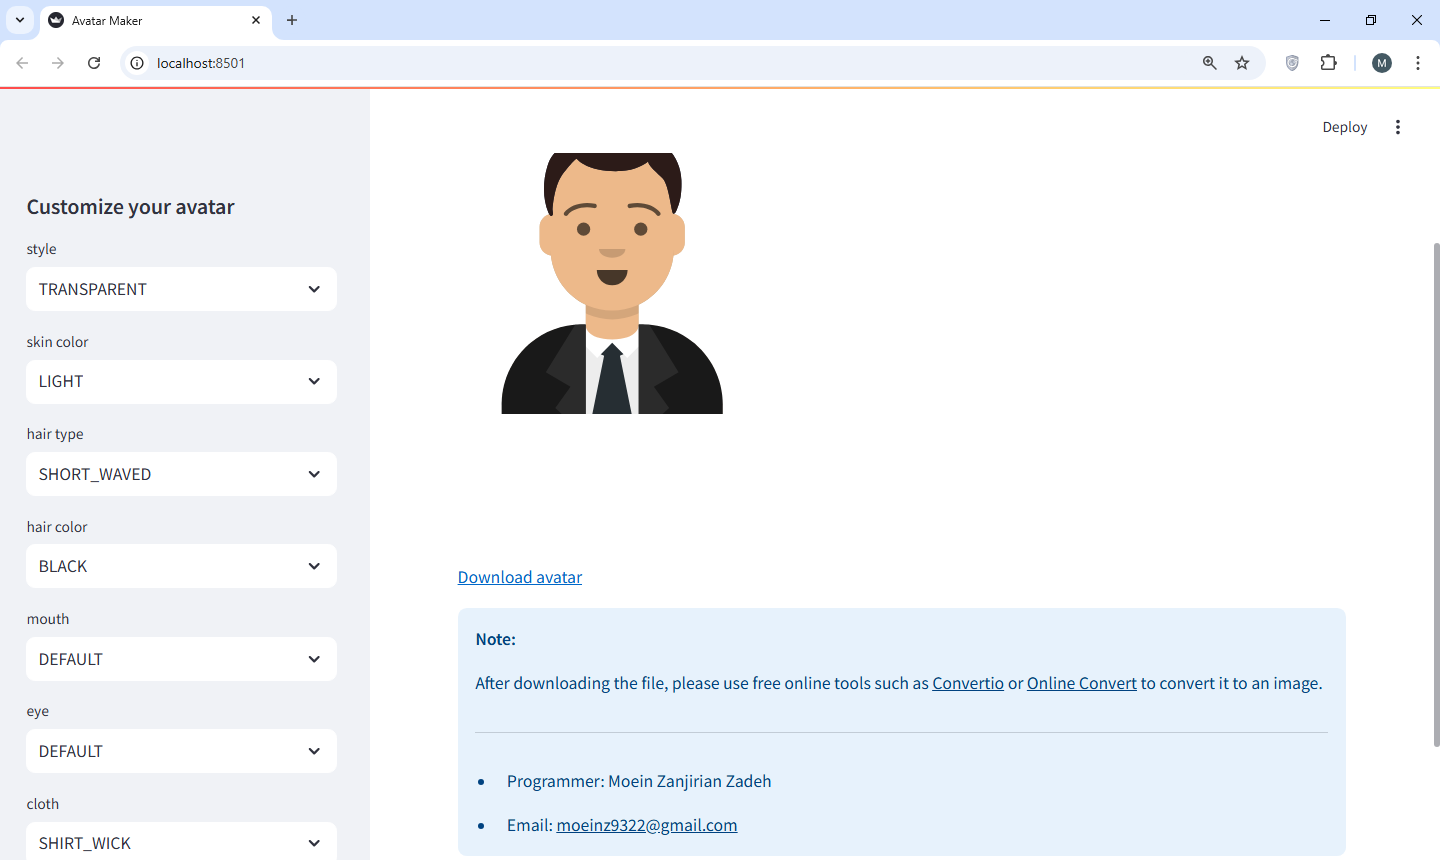 Avatar Maker
localhost:8501
M
Deploy
Customize your avatar
style
TRANSPARENT
skin color
LIGHT
hair type
SHORT_WAVED
hair color
BLACK
mouth
DEFAULT
eye
DEFAULT
cloth
SHIRT_WICK
Download avatar
Note:
After downloading the file, please use free online tools such as Convertio or Online Convert to convert it to an image.
Programmer: Moein Zanjirian Zadeh
Email: moeinz9322@gmail.com